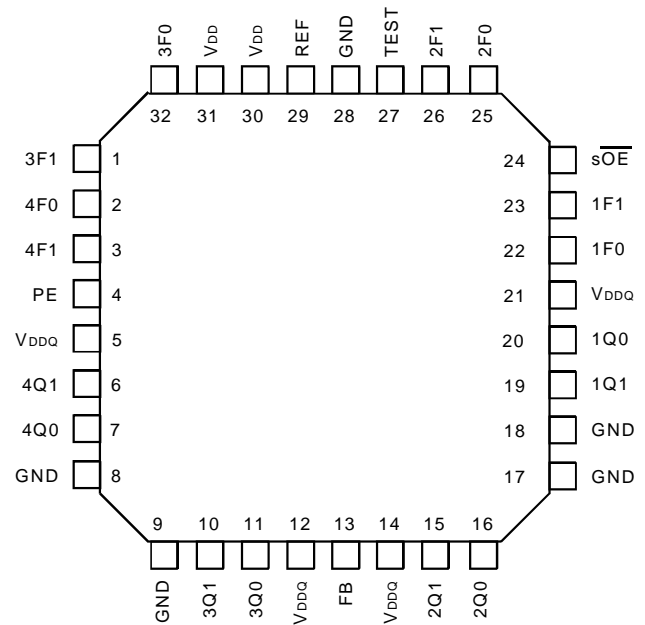 3F0 VDD VDD REF GND TEST 2F1 2F0
32 31 30 29 28 27 26 25
3F1 1 24 sO̅E̅
4F0 2 23 1F1
4F1 3 22 1F0
PE 4 21 VDDQ
VDDQ 5 20 1Q0
4Q1 6 19 1Q1
4Q0 7 18 GND
GND 8 17 GND
9 10 11 12 13 14 15 16
GND 3Q1 3Q0 VDDQ FB VDDQ 2Q1 2Q0